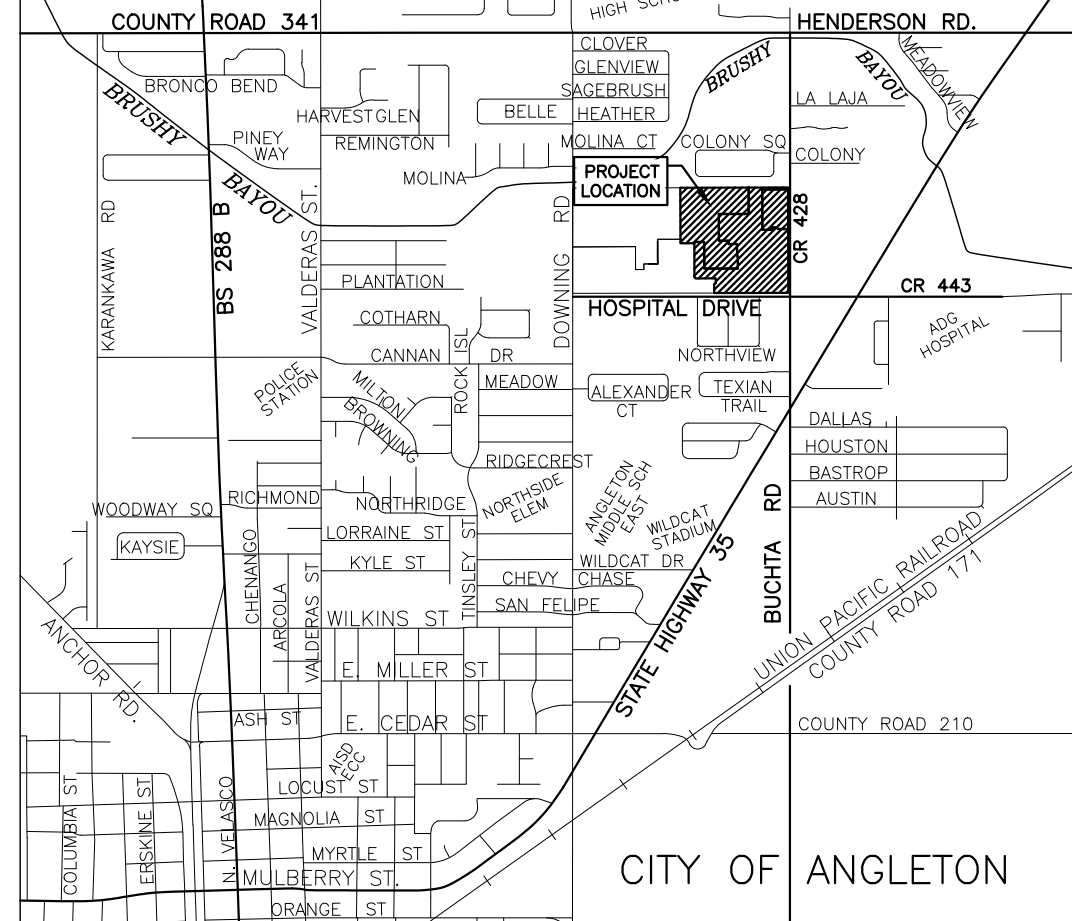 HIGH
COUNTY ROAD 341
HENDERSON RD.
CLOVER
GLENVIEW
SAGEBRUSH
HEATHER
BRUSHY
BAYOU
MEADOWVIEW
BRONCO BEND
BRUSHY
HARVEST GLEN
BELLE
LA LAJA
PINEY
WAY
REMINGTON
MOLINA CT
COLONY SQ
COLONY
MOLINA
PROJECT
LOCATION
BAYOU
KARANKAWA RD
BS 288 B
VALDERAS ST.
DOWNING RD
CR 428
PLANTATION
CR 443
HOSPITAL DRIVE
COTHARN
ADG
HOSPITAL
CANNAN DR
ROCK ISL
NORTHVIEW
POLICE
STATION
MILTON
BROWNING
MEADOW
ALEXANDER
CT
TEXIAN
TRAIL
DALLAS
HOUSTON
BASTROP
AUSTIN
RIDGECREST
WOODWAY SQ
RICHMOND
NORTHRIDGE
NORTHSIDE
ELEM
ANGLETON
MIDDLE SCH
EAST
WILDCAT
STADIUM
BUCHTA RD
KAYSIE
LORRAINE ST
KYLE ST
TINSLEY ST
WILDCAT DR
CHEVY CHASE
SAN FELIPE
CHENANGO
ARCOLA
VALDERAS ST
WILKINS ST
STATE HIGHWAY 35
UNION PACIFIC RAILROAD
COUNTY ROAD 171
ANCHOR RD.
E. MILLER ST
ASH ST
E. CEDAR ST
COUNTY ROAD 210
AISD
ECC
LOCUST ST
COLUMBIA ST
ERSKINE ST
N. VELASCO
MAGNOLIA ST
MYRTLE ST
MULBERRY ST.
ORANGE ST
CITY OF ANGLETON